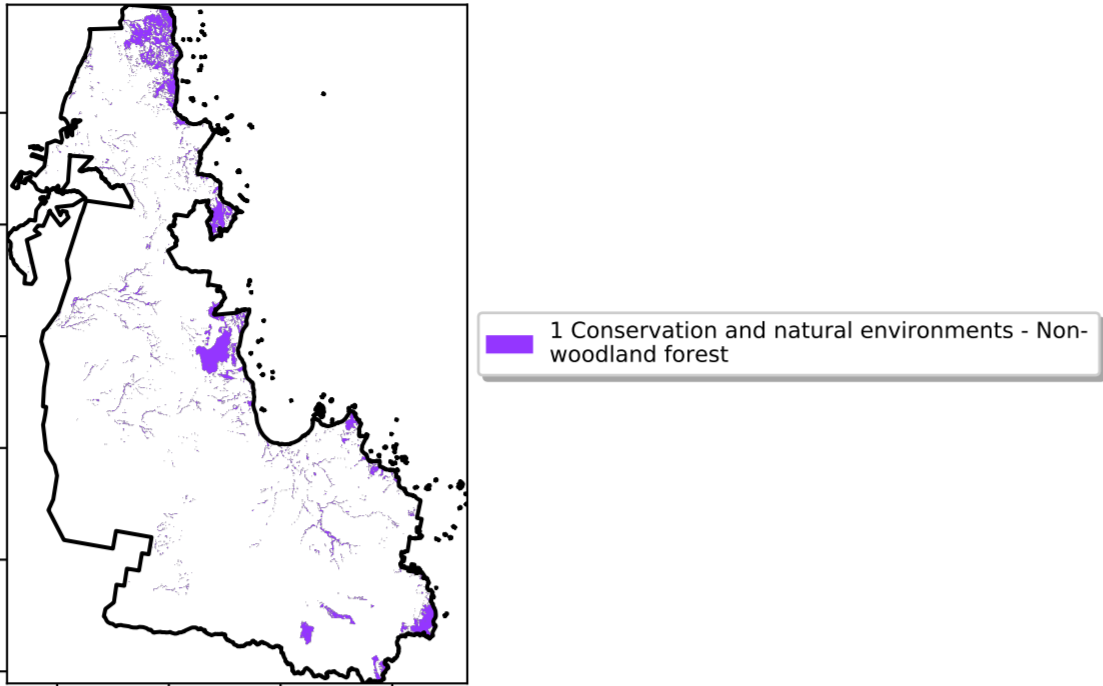 1 Conservation and natural environments - Non-
woodland forest